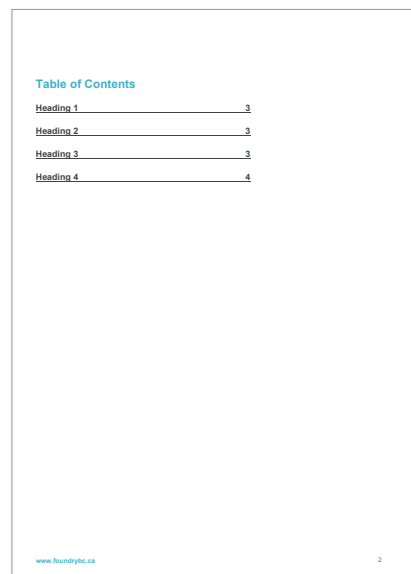 Table of Contents
Heading 1 3
Heading 2 3
Heading 3 3
Heading 4 4
www.foundrybc.ca 2